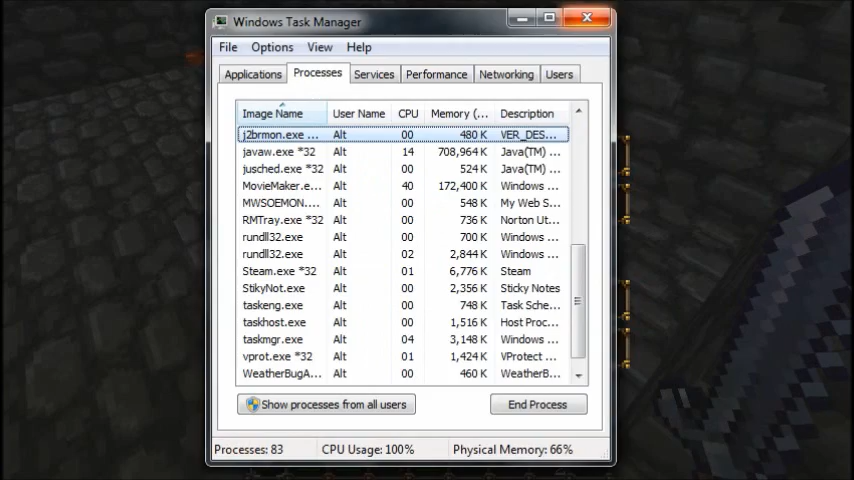 Windows Task Manager
File Options View Help
Applications Processes Services Performance Networking Users
Image Name User Name CPU Memory (... Description
j2brmon.exe ... Alt 00 480 K VER_DES...
javaw.exe *32 Alt 14 708,964 K Java(TM) ...
jusched.exe *32 Alt 00 524 K Java(TM) ...
MovieMaker.e... Alt 40 172,400 K Windows ...
MWSOEMON.... Alt 00 548 K My Web S...
RMTray.exe *32 Alt 00 736 K Norton Ut...
rundll32.exe Alt 00 700 K Windows ...
rundll32.exe Alt 02 2,844 K Windows ...
Steam.exe *32 Alt 01 6,776 K Steam
StikyNot.exe Alt 00 2,356 K Sticky Notes
taskeng.exe Alt 00 748 K Task Sche...
taskhost.exe Alt 00 1,516 K Host Proc...
taskmgr.exe Alt 04 3,148 K Windows ...
vprot.exe *32 Alt 01 1,424 K VProtect ...
WeatherBugA... Alt 00 460 K WeatherB...
Show processes from all users End Process
Processes: 83 CPU Usage: 100% Physical Memory: 66%